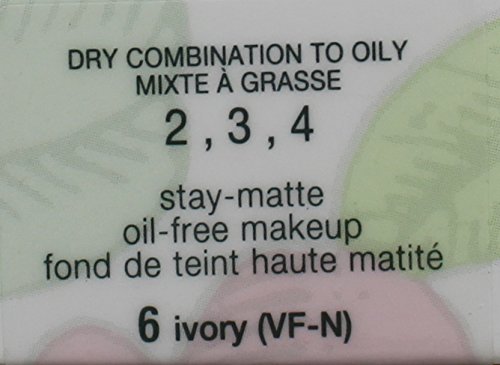 DRY COMBINATION TO OILY
MIXTE À GRASSE
2 , 3 , 4
stay-matte
oil-free makeup
fond de teint haute matité
6 ivory (VF-N)